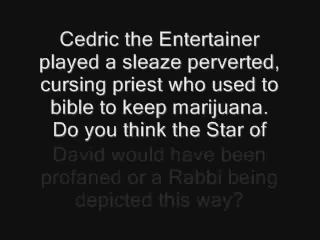 Cedric the Entertainer
played a sleaze perverted,
cursing priest who used to
bible to keep marijuana.
Do you think the Star of
David would have been
profaned or a Rabbi being
depicted this way?